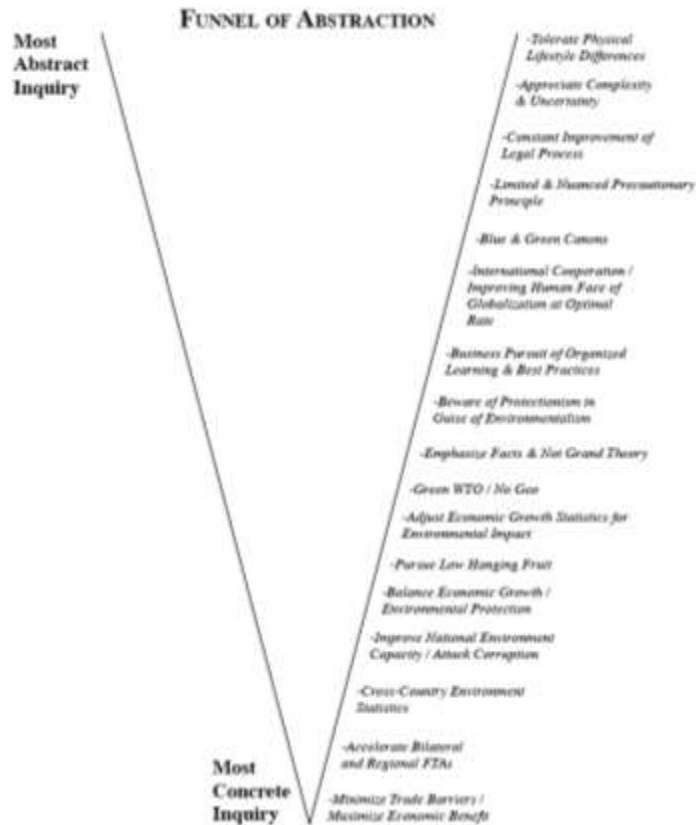 FUNNEL OF ABSTRACTION
Most
Abstract
Inquiry
-Tolerate Physical
Lifestyle Differences
-Appreciate Complexity
& Uncertainty
-Constant Improvement of
Legal Process
-Limited & Nuanced Precautionary
Principle
-Blue & Green Canons
-International Cooperation /
Improving Human Face of
Globalization at Optimal
Rate
-Business Pursuit of Organized
Learning & Best Practices
-Beware of Protectionism in
Guise of Environmentalism
-Emphasize Facts & Not Grand Theory
-Green WTO / No Geo
-Adjust Economic Growth Statistics for
Environmental Impact
-Pursue Low Hanging Fruit
-Balance Economic Growth /
Environmental Protection
-Improve National Environment
Capacity / Attack Corruption
-Cross-Country Environment
Statistics
-Accelerate Bilateral
and Regional FTAs
Most
Concrete
Inquiry
-Minimize Trade Barriers /
Maximize Economic Benefit